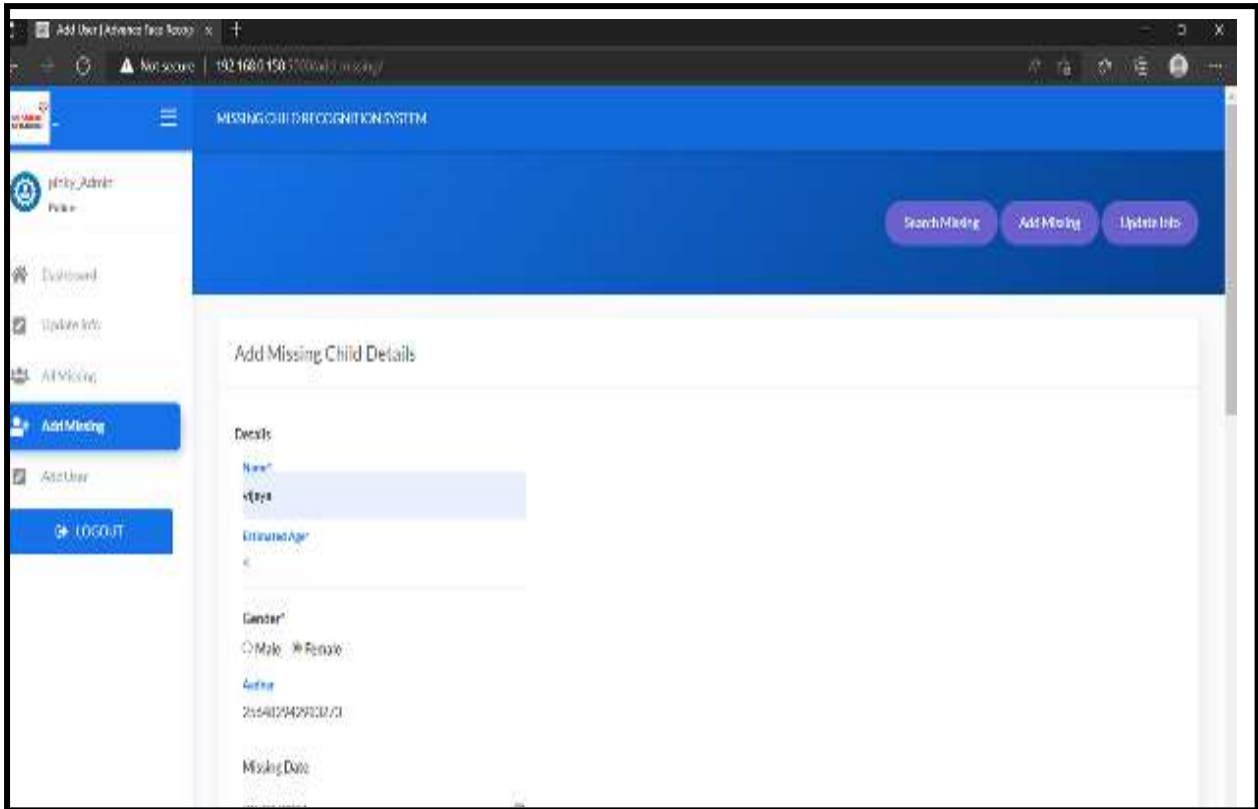 Add User | Advance Face Recog
Not secure | 192.168.0.150
MISSING CHILD RECOGNITION SYSTEM
pinky_Admin
Police
Search Missing
Add Missing
Update Info
Dashboard
Update Info
All Missing
Add Missing
Add User
LOGOUT
Add Missing Child Details
Details
Name*
vijaya
Estimated Age*
Gender*
Male Female
Missing Date